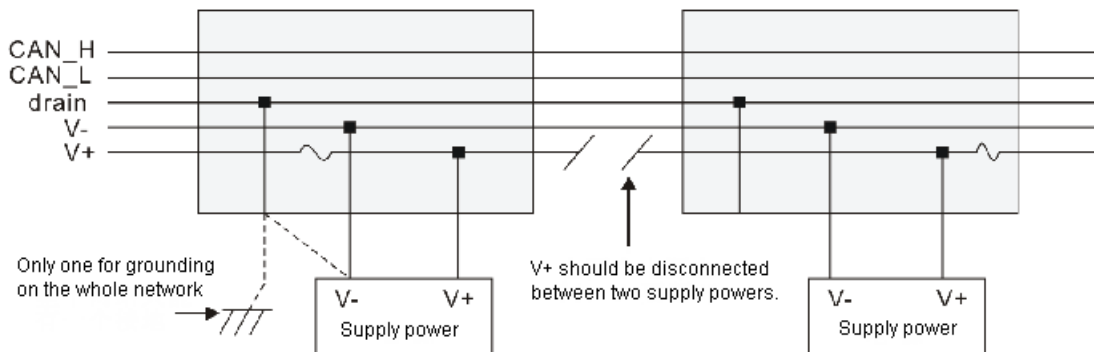 CAN_H
CAN_L
drain
V-
V+
Only one for grounding
on the whole network
V+ should be disconnected
between two supply powers.
V- V+
Supply power
V- V+
Supply power